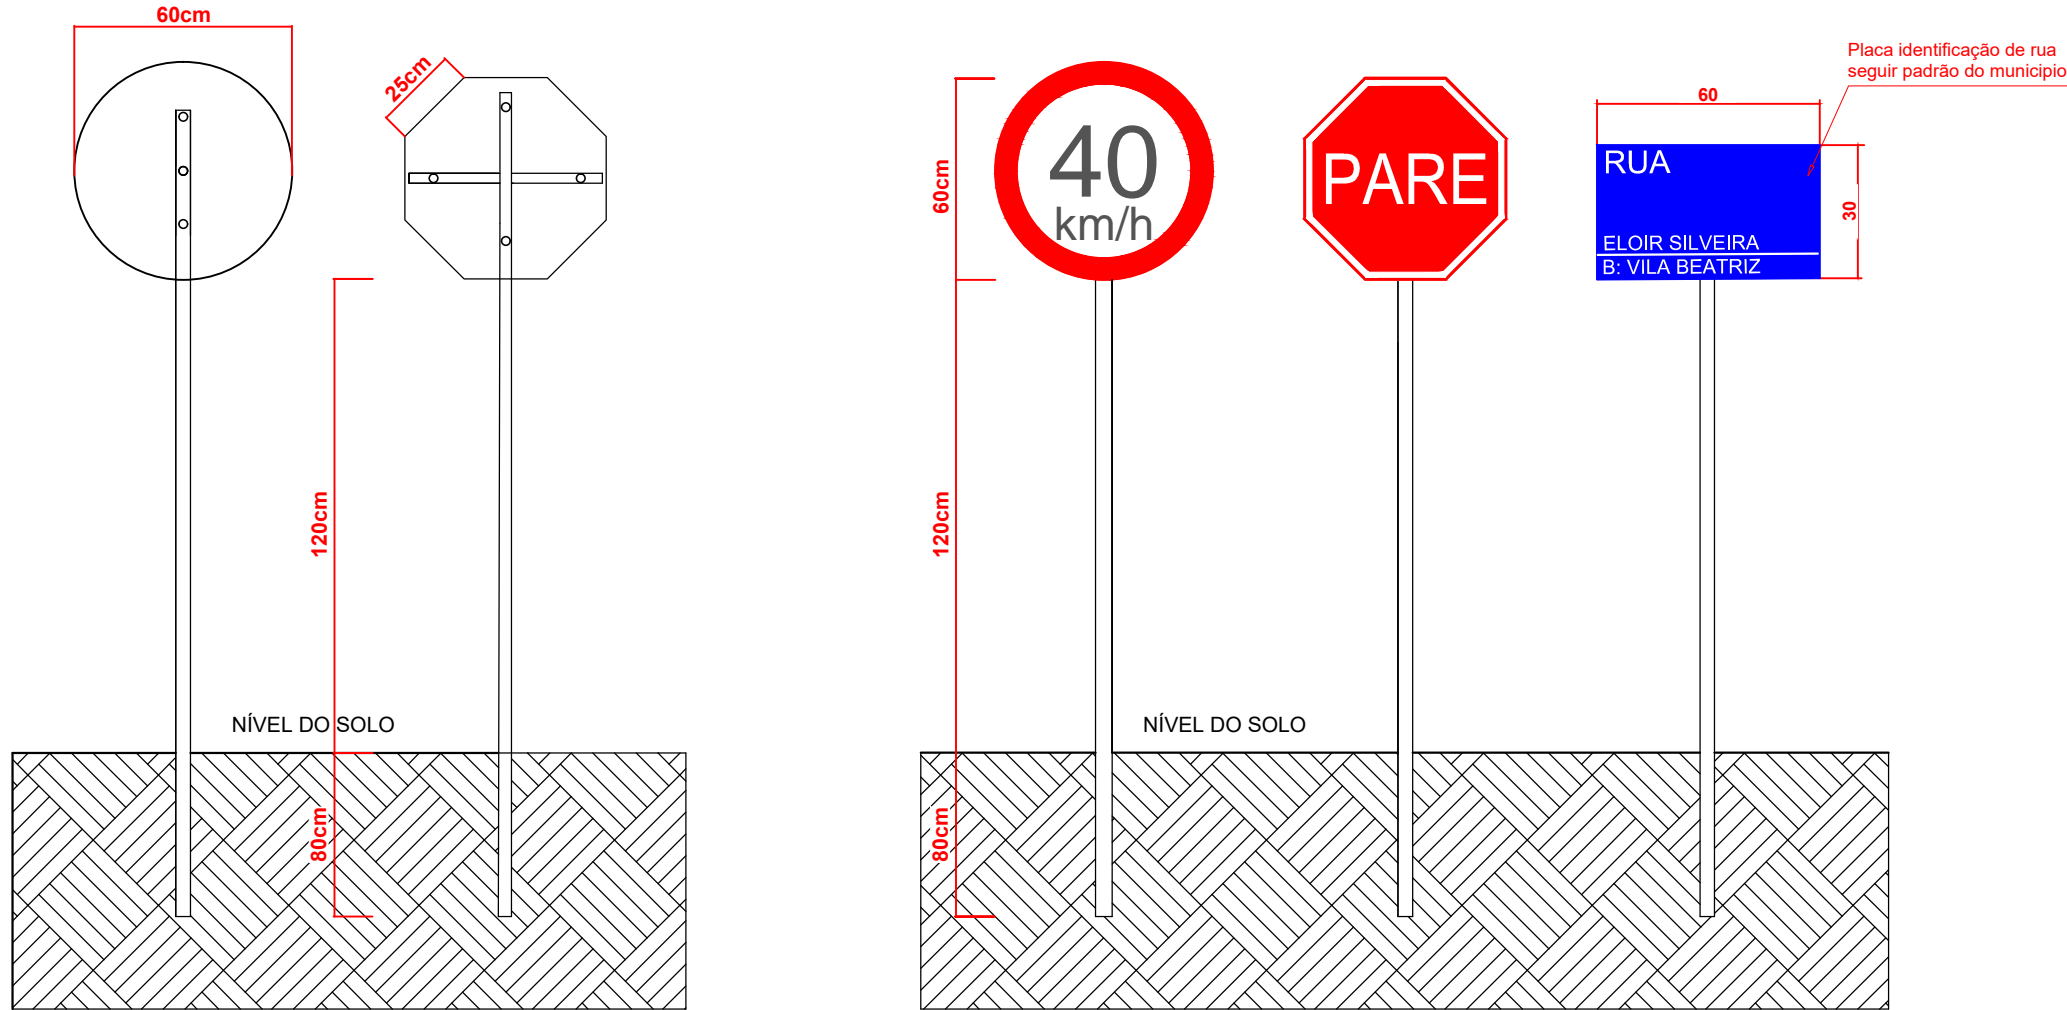 60cm
25cm
120cm
NÍVEL DO SOLO
80cm
60cm
120cm
80cm
40
km/h
PARE
Placa identificação de rua
seguir padrão do municipio
60
30
RUA
ELOIR SILVEIRA
B: VILA BEATRIZ
NÍVEL DO SOLO